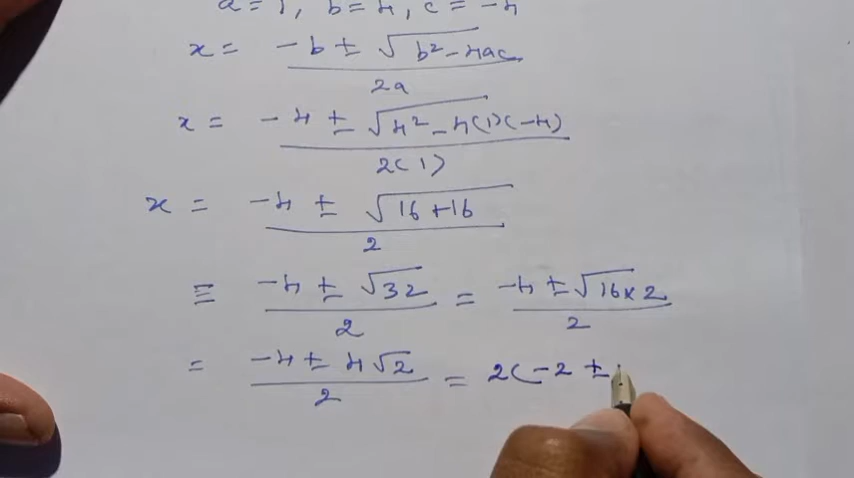 a = 1, b = 4, c = -4
x = -b ± √b² - 4ac / 2a
x = -4 ± √4² - 4(1)(-4) / 2(1)
x = -4 ± √16 + 16 / 2
≡ -4 ± √32 / 2 = -4 ± √16 × 2 / 2
= -4 ± 4√2 / 2 = 2(-2 ±